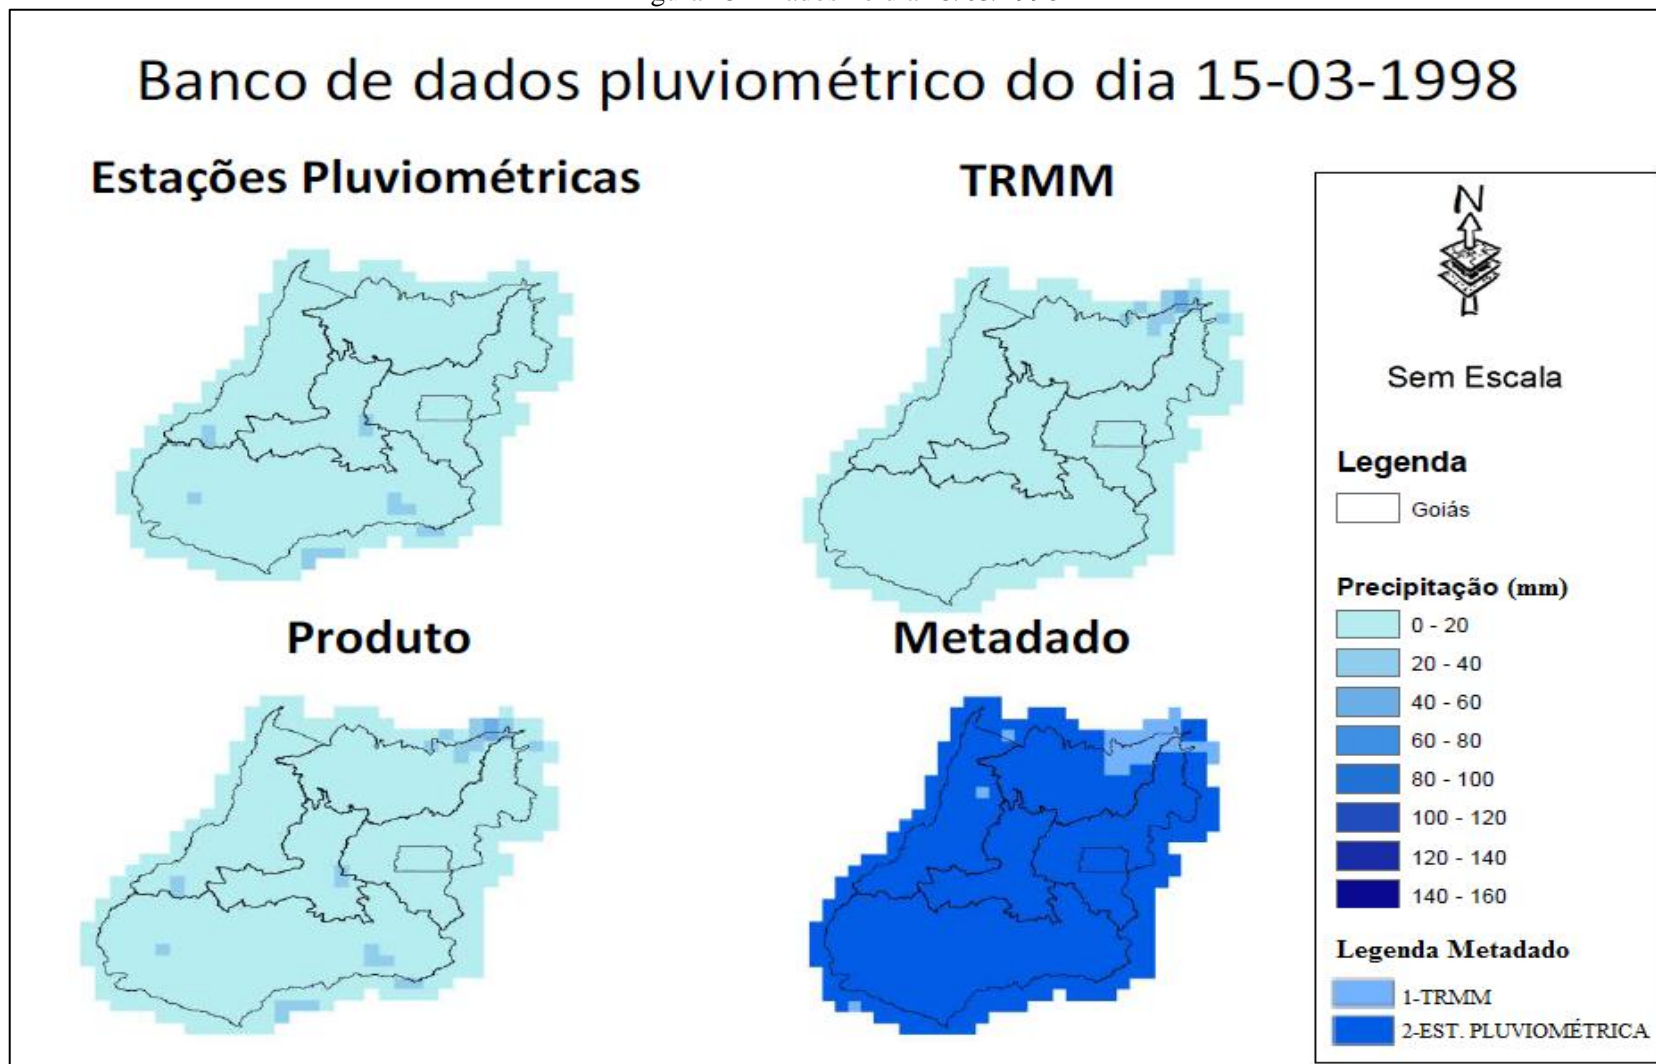 Banco de dados pluviométrico do dia 15-03-1998
Estações Pluviométricas
TRMM
N
Sem Escala
Legenda
Goiás
Precipitação (mm)
0 - 20
20 - 40
40 - 60
60 - 80
80 - 100
100 - 120
120 - 140
140 - 160
Legenda Metadado
1-TRMM
2-EST. PLUVIOMÉTRICA
Produto
Metadado